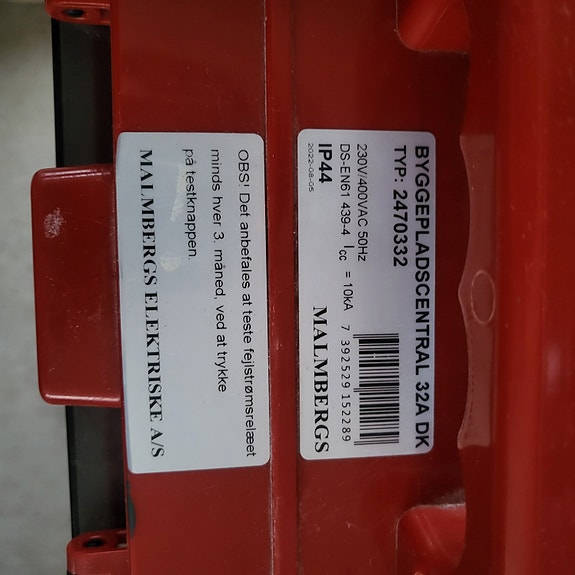 BYGGEPLADSCENTRAL 32A DK
TYP: 2470332
230V/400VAC 50Hz
DS-EN61 439-4 Icc = 10kA
IP44
2022-08-05
7 392529 152289
MALMBERGS
OBS! Det anbefales at teste fejlstrømsrelæet
minds hver 3. måned, ved at trykke
på testknappen.
MALMBERGS ELEKTRISKE A/S